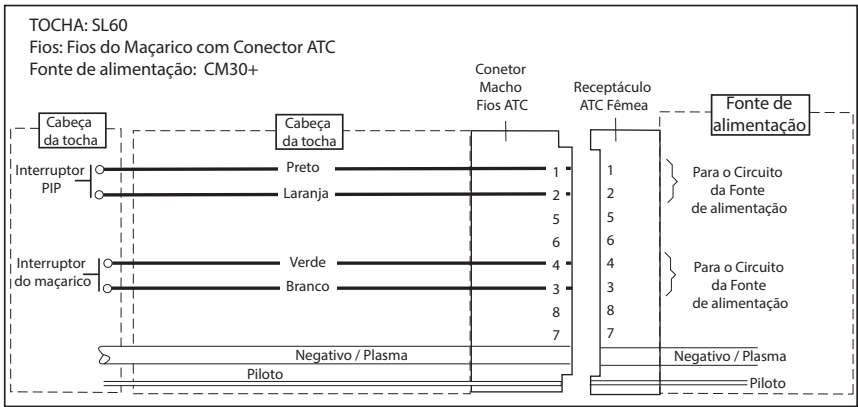 TOCHA: SL60
Fios: Fios do Maçarico com Conector ATC
Fonte de alimentação: CM30+
Conetor
Macho
Fios ATC
Receptáculo
ATC Fêmea
Fonte de
alimentação
Cabeça
da tocha
Cabeça
da tocha
Interruptor
PIP
Preto
Laranja
1
2
5
6
1
2
5
6
Para o Circuito
da Fonte
de alimentação
Interruptor
do maçarico
Verde
Branco
4
3
8
7
4
3
8
7
Para o Circuito
da Fonte
de alimentação
Negativo / Plasma
Negativo / Plasma
Piloto
Piloto